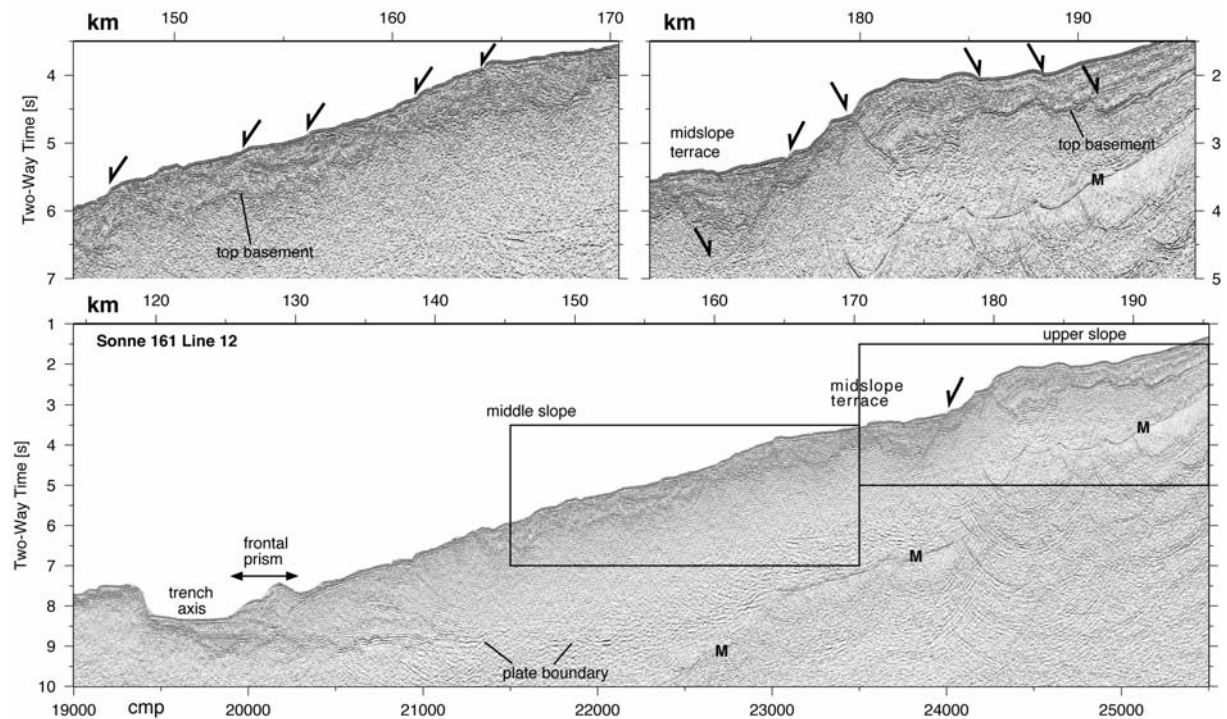 km 150 160 170
180 190
km
4
5
6
7
Two-Way Time [s]
top basement
2
3
4
5
Two-Way Time [s]
midslope
terrace
top basement
M
km 120 130 140 150 160 170 180 190
1
2
3
4
5
6
7
8
9
10
Two-Way Time [s]
Sonne 161 Line 12
upper slope
midslope
terrace
middle slope
M
frontal
prism
M
trench
axis
M
plate boundary
19000 cmp 20000 21000 22000 23000 24000 25000